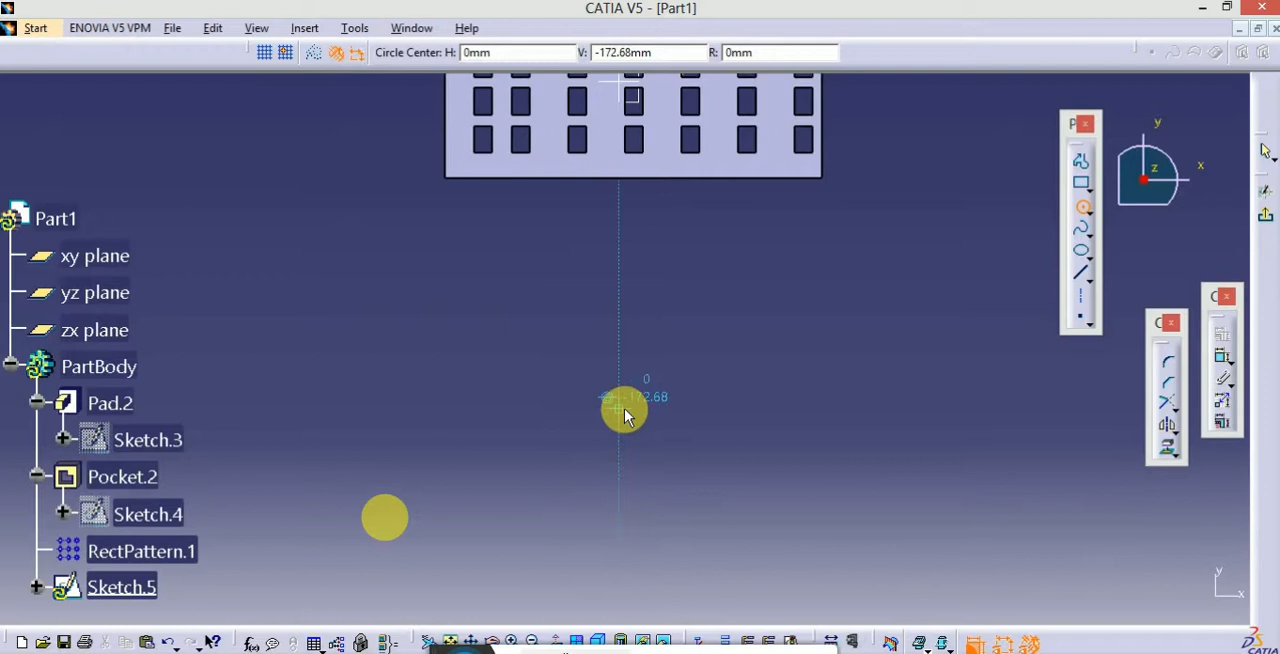 CATIA V5 - [Part1]
Start ENOVIA V5 VPM File Edit View Insert Tools Window Help
Circle Center: H: 0mm V: -172.68mm R: 0mm
P
y
x
z
Part1
xy plane
yz plane
zx plane
PartBody
Pad.2
Sketch.3
Pocket.2
Sketch.4
RectPattern.1
Sketch.5
0
-172.68
C
C
y
x
f(x)
CATIA